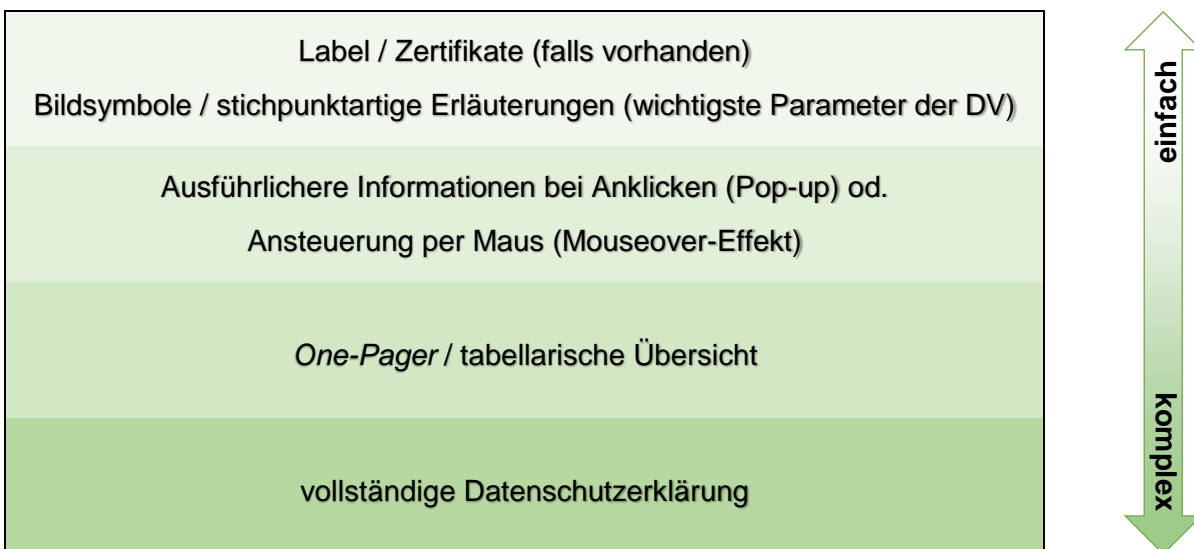 Label / Zertifikate (falls vorhanden)
Bildsymbole / stichpunktartige Erläuterungen (wichtigste Parameter der DV)
Ausführlichere Informationen bei Anklicken (Pop-up) od.
Ansteuerung per Maus (Mouseover-Effekt)
One-Pager / tabellarische Übersicht
vollständige Datenschutzerklärung
einfach
komplex